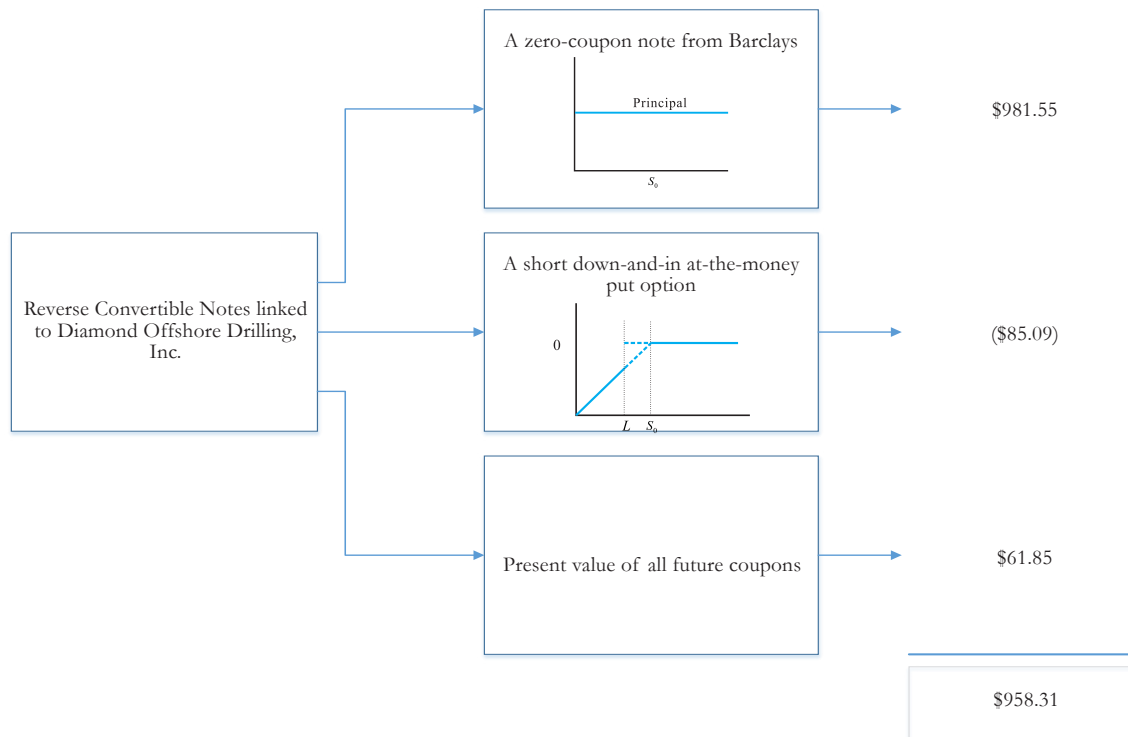 A zero-coupon note from Barclays
Principal
S₀
$981.55
Reverse Convertible Notes linked
to Diamond Offshore Drilling,
Inc.
A short down-and-in at-the-money
put option
0
L S₀
($85.09)
Present value of all future coupons
$61.85
$958.31